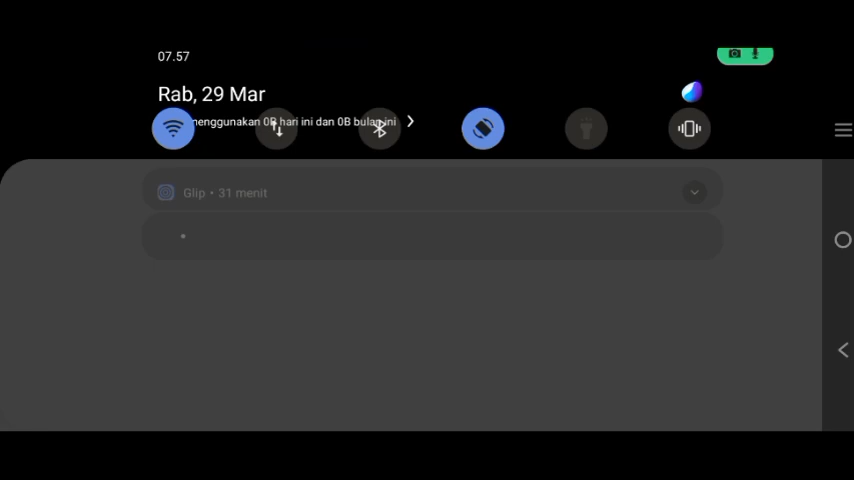 07.57
Rab, 29 Mar
menggunakan 0B hari ini dan 0B bulan ini
Glip • 31 menit